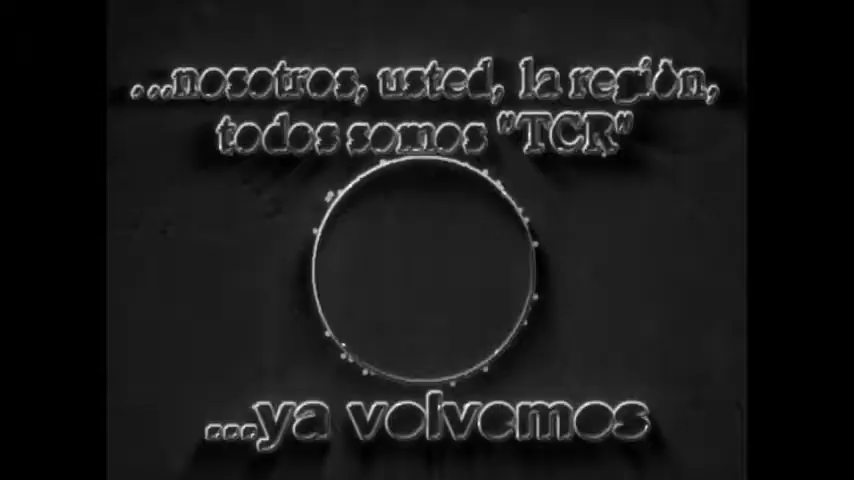 ...nosotros, usted, la región,
todos somos "TCR"
...ya volvemos